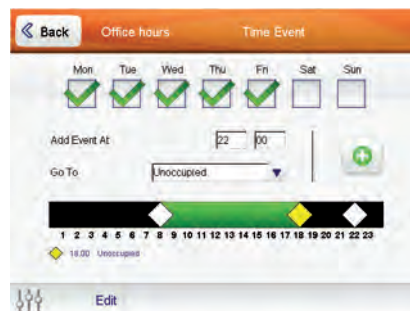 Back Office hours Time Event
Mon Tue Wed Thu Fri Sat Sun
Add Event At 22 00
Go To Unoccupied
1 2 3 4 5 6 7 8 9 10 11 12 13 14 15 16 17 18 19 20 21 22 23
18.00 Unoccupied
Edit